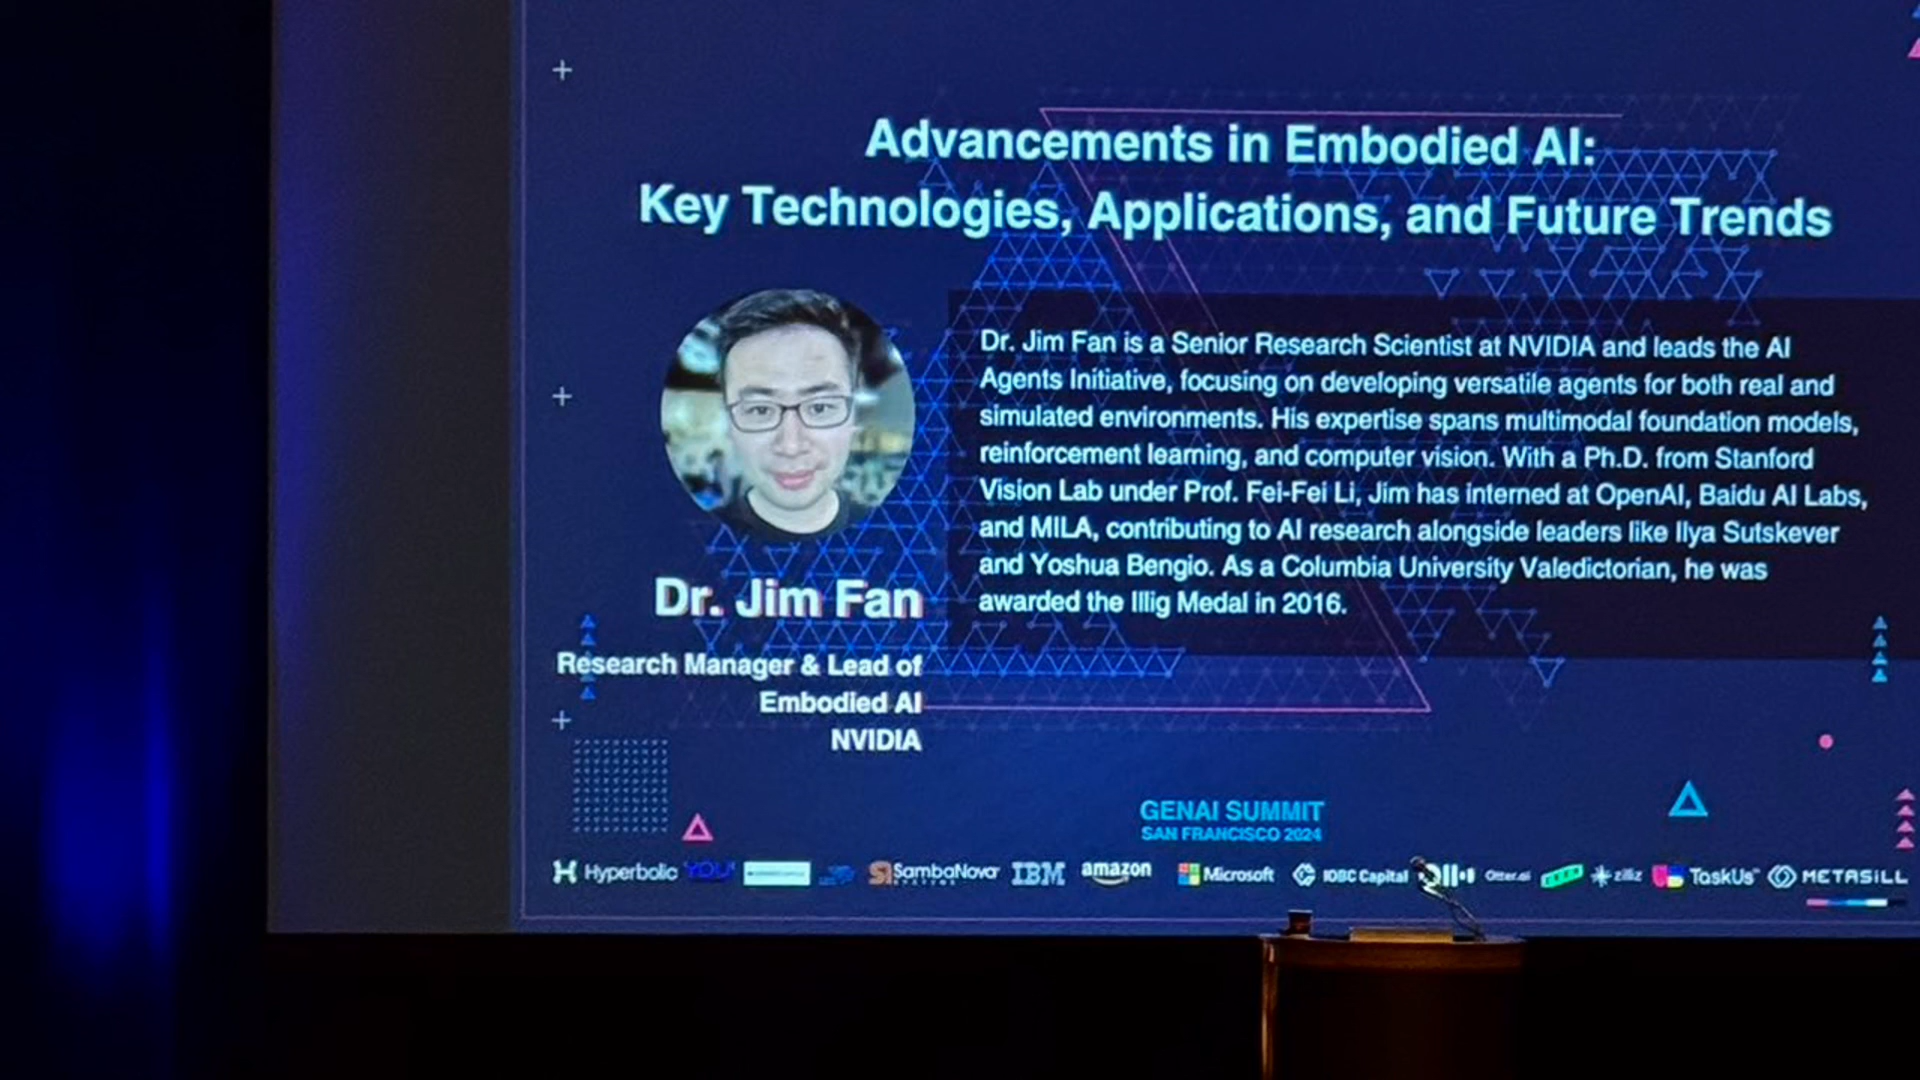 Advancements in Embodied AI:
Key Technologies, Applications, and Future Trends
Dr. Jim Fan is a Senior Research Scientist at NVIDIA and leads the AI
Agents Initiative, focusing on developing versatile agents for both real and
simulated environments. His expertise spans multimodal foundation models,
reinforcement learning, and computer vision. With a Ph.D. from Stanford
Vision Lab under Prof. Fei-Fei Li, Jim has interned at OpenAI, Baidu AI Labs,
and MILA, contributing to AI research alongside leaders like Ilya Sutskever
and Yoshua Bengio. As a Columbia University Valedictorian, he was
awarded the Illig Medal in 2016.
Dr. Jim Fan
Research Manager & Lead of
Embodied AI
NVIDIA
GENAI SUMMIT
SAN FRANCISCO 2024
Hyperbolic YOU SambaNova SYSTEMS IBM amazon Microsoft IOBC Capital Otter.ai zilliz TaskUs METASiLL